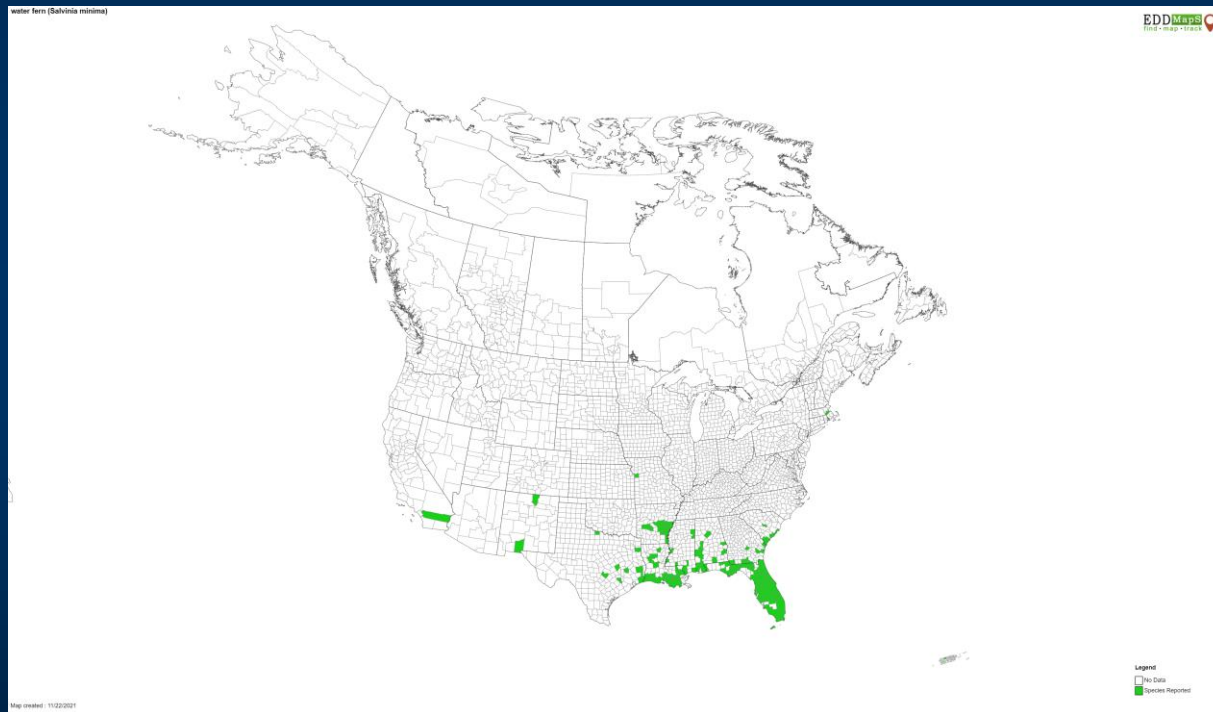 water fern (Salvinia minima)
EDDMapS
find • map • track
Legend
No Data
Species Reported
Map created : 11/22/2021